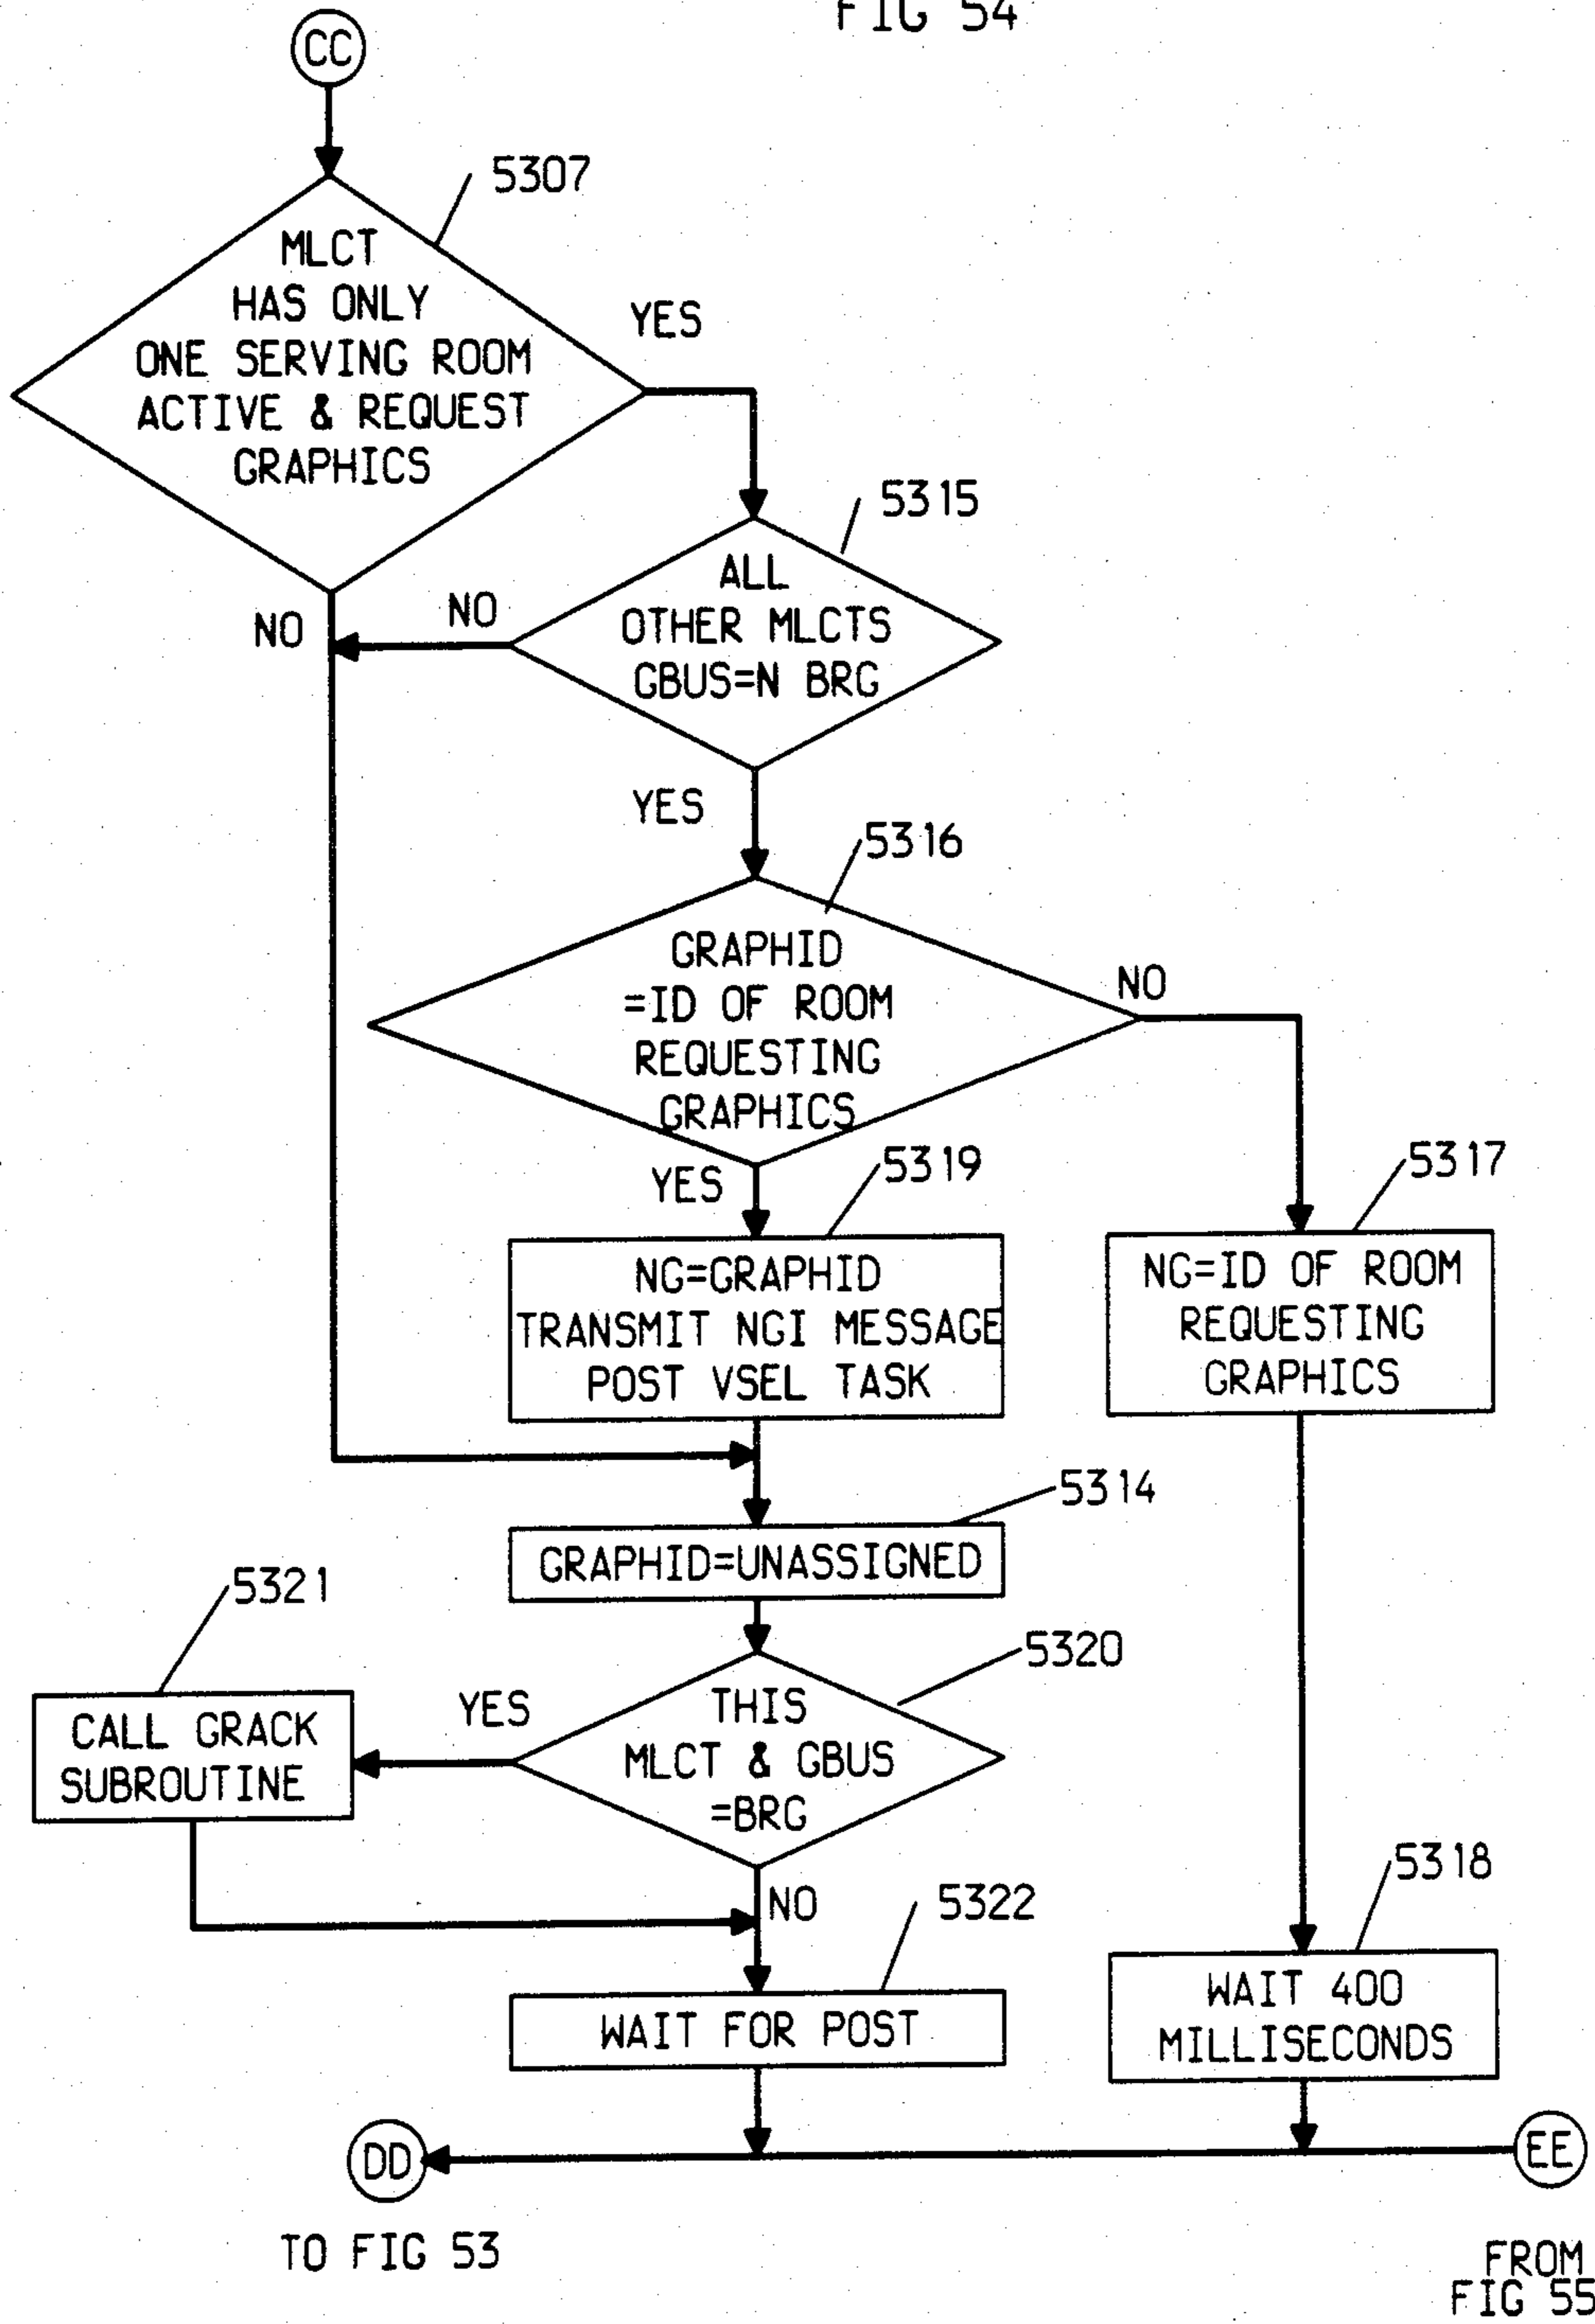 FIG 54
CC
5307
MLCT
HAS ONLY
ONE SERVING ROOM
ACTIVE & REQUEST
GRAPHICS
YES
NO
5315
ALL
OTHER MLCTS
GBUS=N BRG
NO
YES
5316
GRAPHID
=ID OF ROOM
REQUESTING
GRAPHICS
NO
YES
5319
NG=GRAPHID
TRANSMIT NGI MESSAGE
POST VSEL TASK
5317
NG=ID OF ROOM
REQUESTING
GRAPHICS
5314
GRAPHID=UNASSIGNED
5321
CALL GRACK
SUBROUTINE
YES
5320
THIS
MLCT & GBUS
=BRG
NO
5322
WAIT FOR POST
5318
WAIT 400
MILLISECONDS
DD
EE
TO FIG 53
FROM
FIG 55